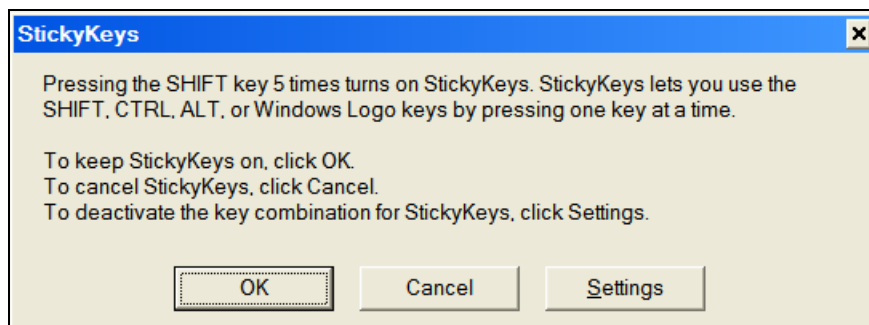 StickyKeys
Pressing the SHIFT key 5 times turns on StickyKeys. StickyKeys lets you use the
SHIFT, CTRL, ALT, or Windows Logo keys by pressing one key at a time.
To keep StickyKeys on, click OK.
To cancel StickyKeys, click Cancel.
To deactivate the key combination for StickyKeys, click Settings.
OK Cancel Settings